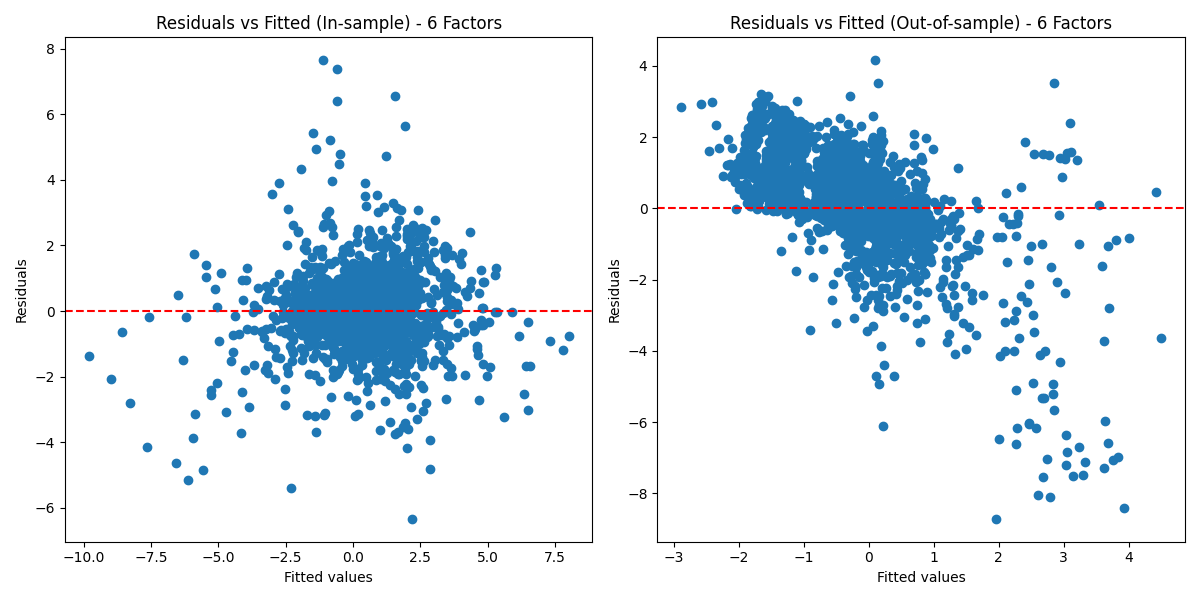 Residuals vs Fitted (In-sample) - 6 Factors
8
6
4
2
0
−2
−4
−6
Residuals
−10.0 −7.5 −5.0 −2.5 0.0 2.5 5.0 7.5
Fitted values
Residuals vs Fitted (Out-of-sample) - 6 Factors
4
2
0
−2
−4
−6
−8
Residuals
−3 −2 −1 0 1 2 3 4
Fitted values